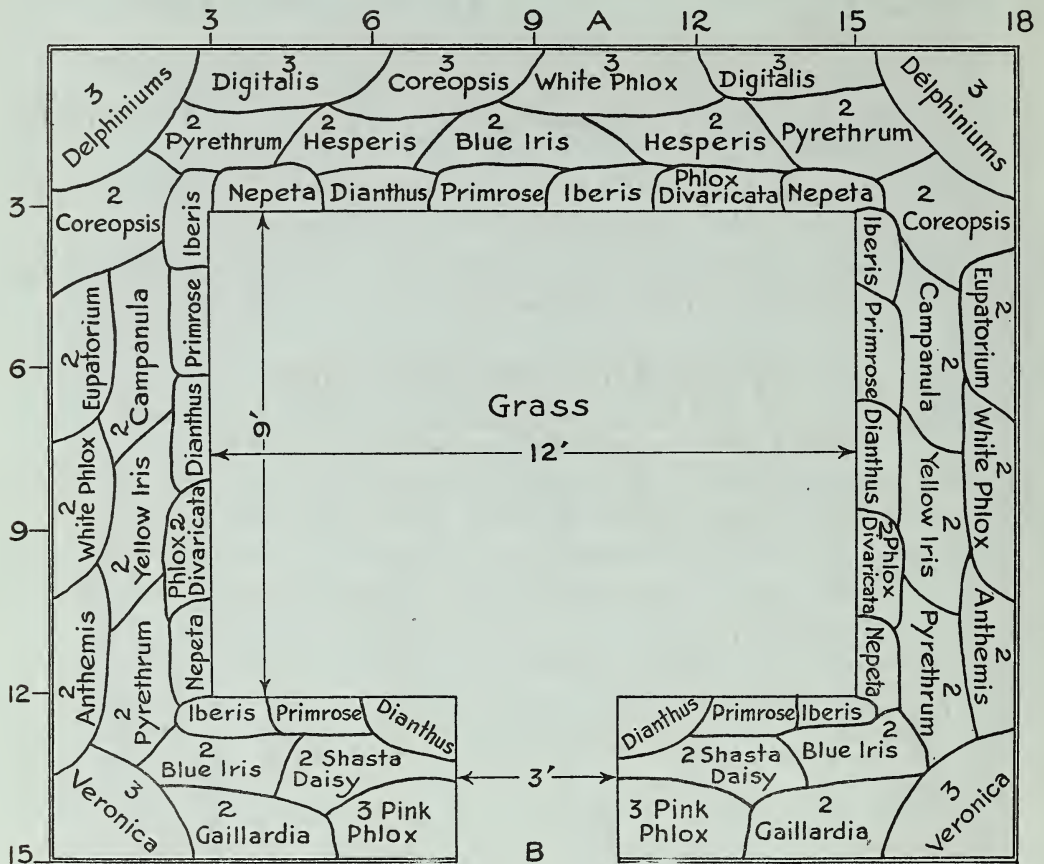 3 6 9 A 12 15 18
3 Delphiniums
3 Digitalis
3 Coreopsis
3 White Phlox
3 Digitalis
3 Delphiniums
2 Pyrethrum
2 Hesperis
2 Blue Iris
2 Hesperis
2 Pyrethrum
Nepeta
Dianthus
Primrose
Iberis
Phlox
Divaricata
Nepeta
3
2
Coreopsis
Iberis
Iberis
2
Coreopsis
2 Eupatorium
2 Campanula
Primrose
Primrose
Campanula 2
Eupatorium 2
6
Grass
9'
12'
2 White Phlox
2 Yellow Iris
Dianthus
Dianthus
Yellow Iris 2
White Phlox 2
9
Phlox 2
Divaricata
2 Phlox
Divaricata
2 Anthemis
2 Pyrethrum
Nepeta
Nepeta
Pyrethrum 2
Anthemis 2
12
Iberis
Primrose
Dianthus
Dianthus
Primrose
Iberis
2
Blue Iris
2 Shasta
Daisy
3'
2 Shasta
Daisy
2
Blue Iris
3
Veronica
2
Gaillardia
3 Pink
Phlox
3 Pink
Phlox
2
Gaillardia
3
Veronica
15
B